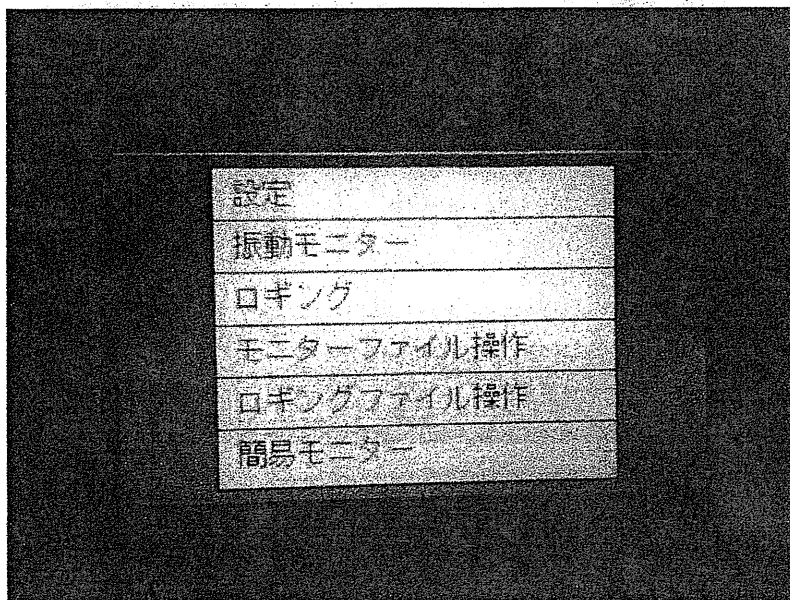 設定
振動モニター
ロギング
モニターファイル操作
ロギングファイル操作
簡易モニター